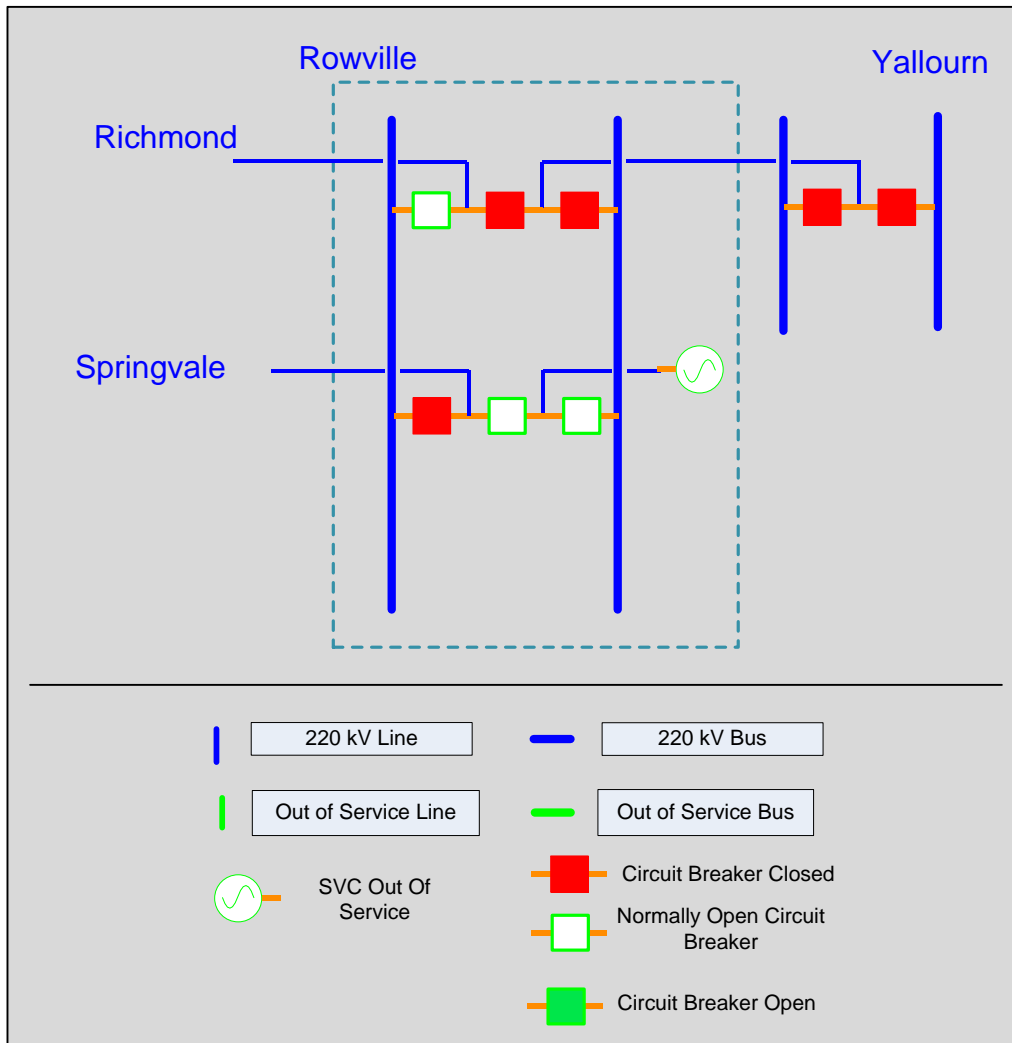 Rowville
Yallourn
Richmond
Springvale
220 kV Line
220 kV Bus
Out of Service Line
Out of Service Bus
SVC Out Of
Service
Circuit Breaker Closed
Normally Open Circuit
Breaker
Circuit Breaker Open